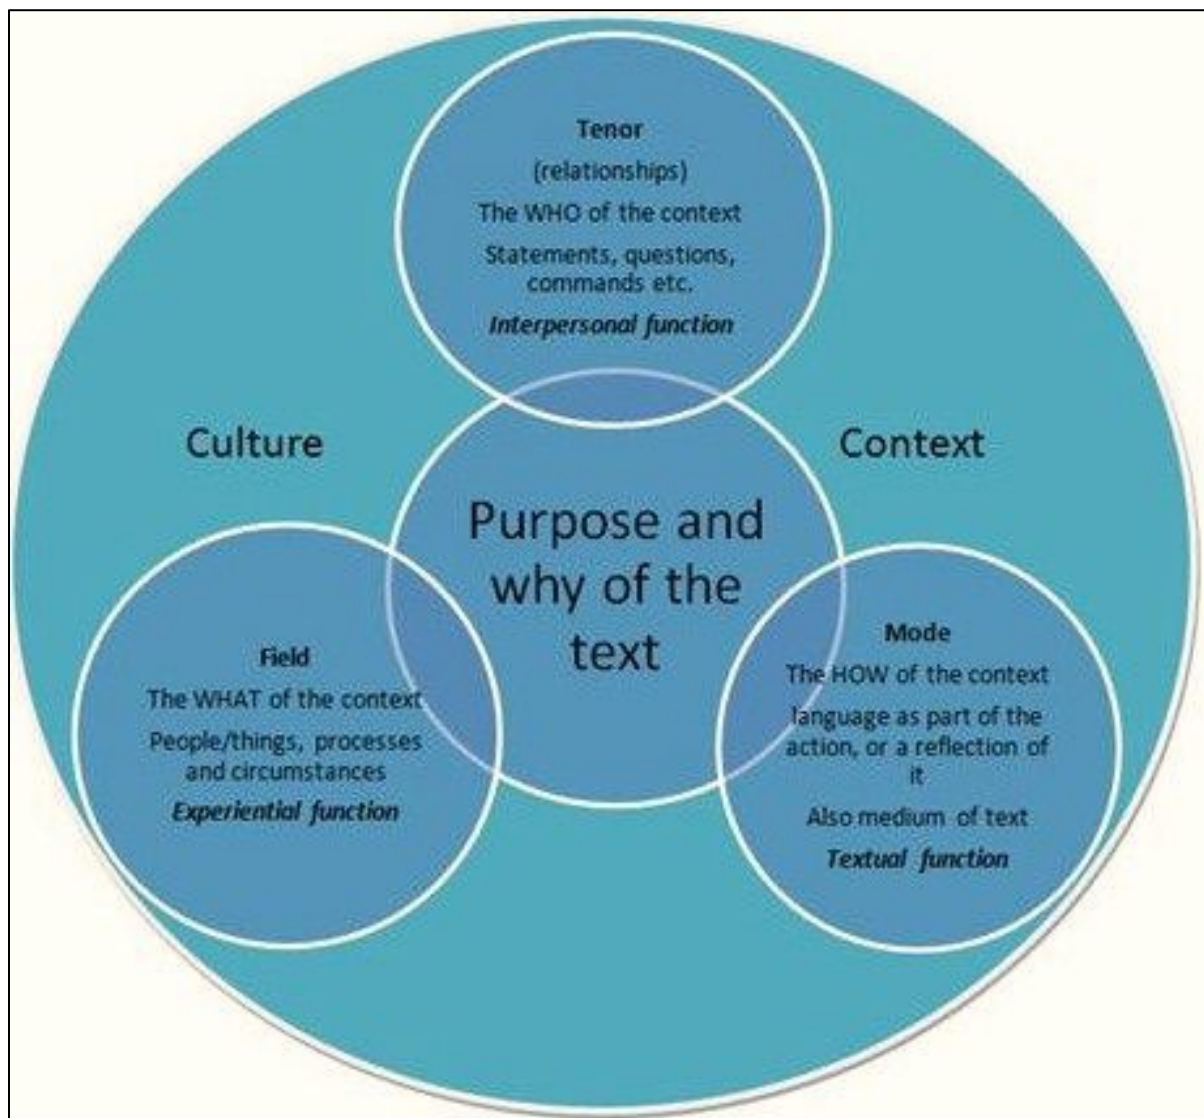 Tenor
(relationships)
The WHO of the context
Statements, questions,
commands etc.
Interpersonal function
Culture
Context
Purpose and
why of the
text
Field
The WHAT of the context
People/things, processes
and circumstances
Experiential function
Mode
The HOW of the context
language as part of the
action, or a reflection of
it
Also medium of text
Textual function